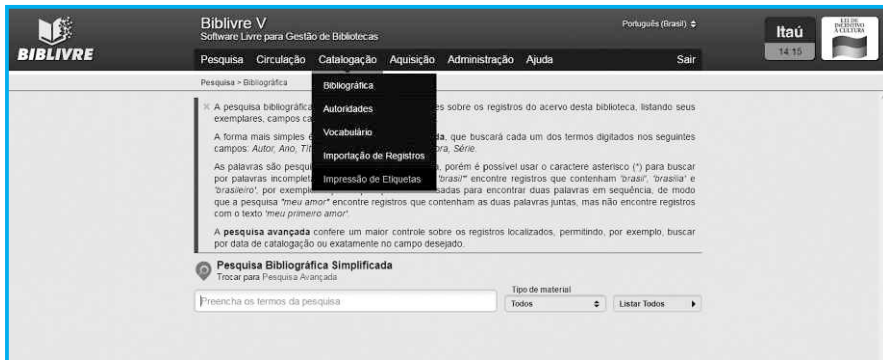 BIBLIVRE
Biblivre V
Software Livre para Gestão de Bibliotecas
Português (Brasil)
Itaú
14:15
LEI DE
INCENTIVO
À CULTURA
Pesquisa Circulação Catalogação Aquisição Administração Ajuda Sair
Pesquisa > Bibliográfica
Bibliográfica
Autoridades
Vocabulário
Importação de Registros
Impressão de Etiquetas
× A pesquisa bibliográfica es sobre os registros do acervo desta biblioteca, listando seus
exemplares, campos ca
A forma mais simples é da, que buscará cada um dos termos digitados nos seguintes
campos: Autor, Ano, Tít ora, Série.
As palavras são pesqui a, porém é possível usar o caractere asterisco (*) para buscar
por palavras incomplet 'brasil*' encontre registros que contenham 'brasil', 'brasilia' e
'brasileiro', por exemplo sadas para encontrar duas palavras em sequência, de modo
que a pesquisa "meu amor" encontre registros que contenham as duas palavras juntas, mas não encontre registros
com o texto 'meu primeiro amor'.
A pesquisa avançada confere um maior controle sobre os registros localizados, permitindo, por exemplo, buscar
por data de catalogação ou exatamente no campo desejado.
Pesquisa Bibliográfica Simplificada
Trocar para Pesquisa Avançada
Tipo de material
Preencha os termos da pesquisa Todos Listar Todos